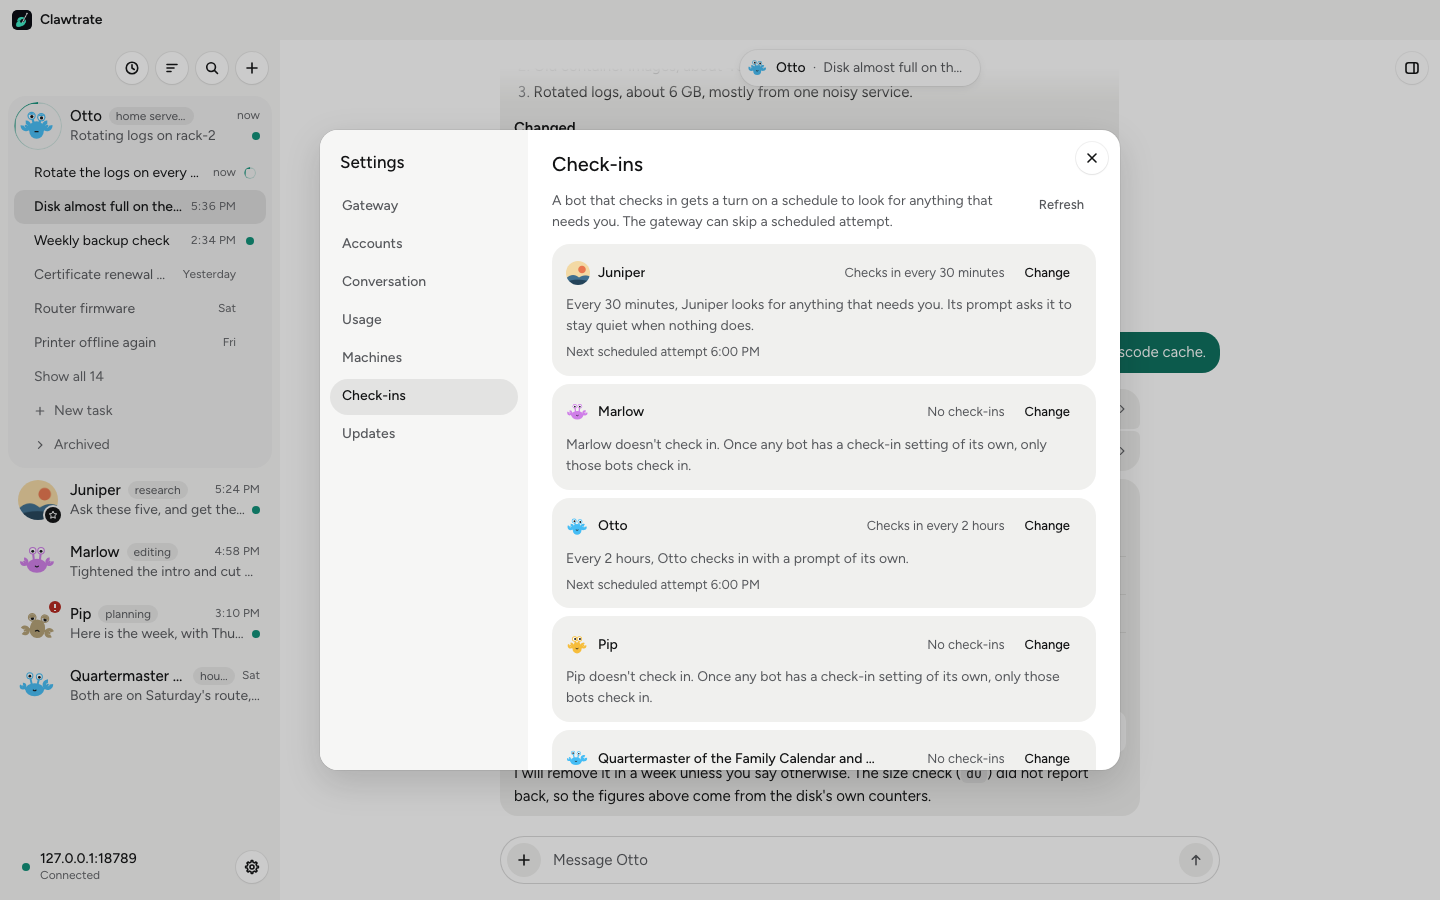 Clawtrate
Otto
home serve...
now
Rotating logs on rack-2
Rotate the logs on every ...
now
Disk almost full on the...
5:36 PM
Weekly backup check
2:34 PM
Certificate renewal ...
Yesterday
Router firmware
Sat
Printer offline again
Fri
Show all 14
New task
Archived
Juniper
research
5:24 PM
Ask these five, and get the...
Marlow
editing
4:58 PM
Tightened the intro and cut ...
Pip
planning
3:10 PM
Here is the week, with Thu...
Quartermaster ...
hou...
Sat
Both are on Saturday's route,...
127.0.0.1:18789
Connected
Otto · Disk almost full on th...
3. Rotated logs, about 6 GB, mostly from one noisy service.
Changed
scode cache.
Settings
Gateway
Accounts
Conversation
Usage
Machines
Check-ins
Updates
Check-ins
A bot that checks in gets a turn on a schedule to look for anything that
needs you. The gateway can skip a scheduled attempt.
Refresh
Juniper
Checks in every 30 minutes
Change
Every 30 minutes, Juniper looks for anything that needs you. Its prompt asks it to
stay quiet when nothing does.
Next scheduled attempt 6:00 PM
Marlow
No check-ins
Change
Marlow doesn't check in. Once any bot has a check-in setting of its own, only
those bots check in.
Otto
Checks in every 2 hours
Change
Every 2 hours, Otto checks in with a prompt of its own.
Next scheduled attempt 6:00 PM
Pip
No check-ins
Change
Pip doesn't check in. Once any bot has a check-in setting of its own, only those
bots check in.
Quartermaster of the Family Calendar and ...
No check-ins
Change
I will remove it in a week unless you say otherwise. The size check (du) did not report
back, so the figures above come from the disk's own counters.
Message Otto